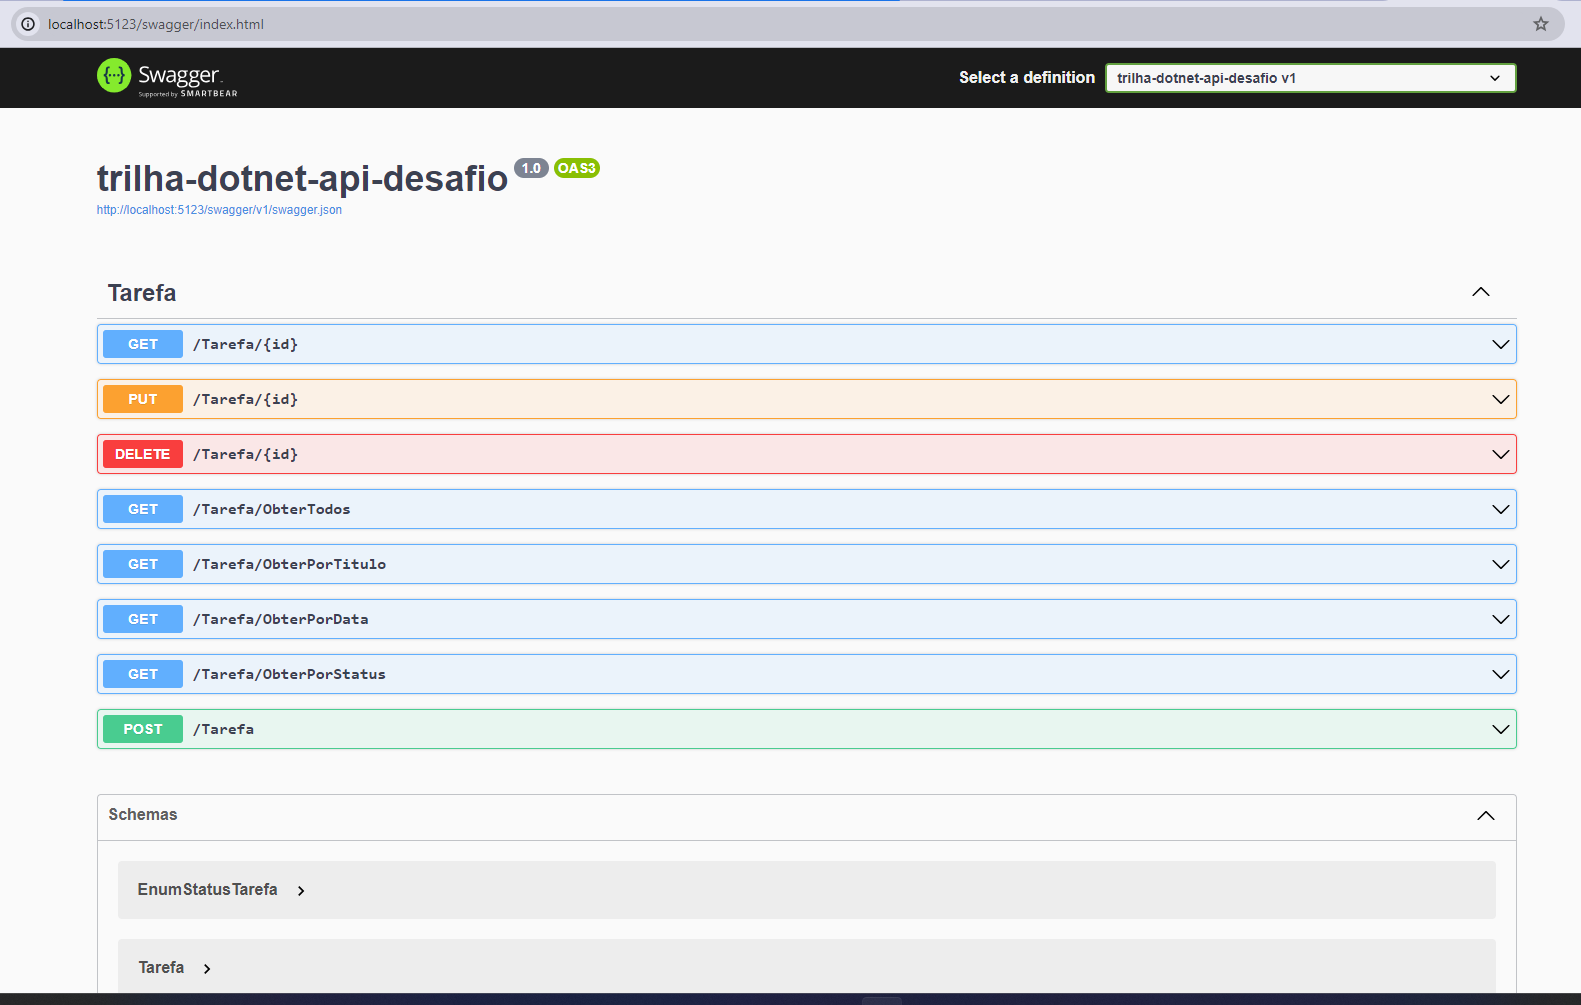 localhost:5123/swagger/index.html
Swagger.
Supported by SMARTBEAR
Select a definition
trilha-dotnet-api-desafio v1
trilha-dotnet-api-desafio 1.0 OAS3
http://localhost:5123/swagger/v1/swagger.json
Tarefa
GET /Tarefa/{id}
PUT /Tarefa/{id}
DELETE /Tarefa/{id}
GET /Tarefa/ObterTodos
GET /Tarefa/ObterPorTitulo
GET /Tarefa/ObterPorData
GET /Tarefa/ObterPorStatus
POST /Tarefa
Schemas
EnumStatusTarefa
Tarefa